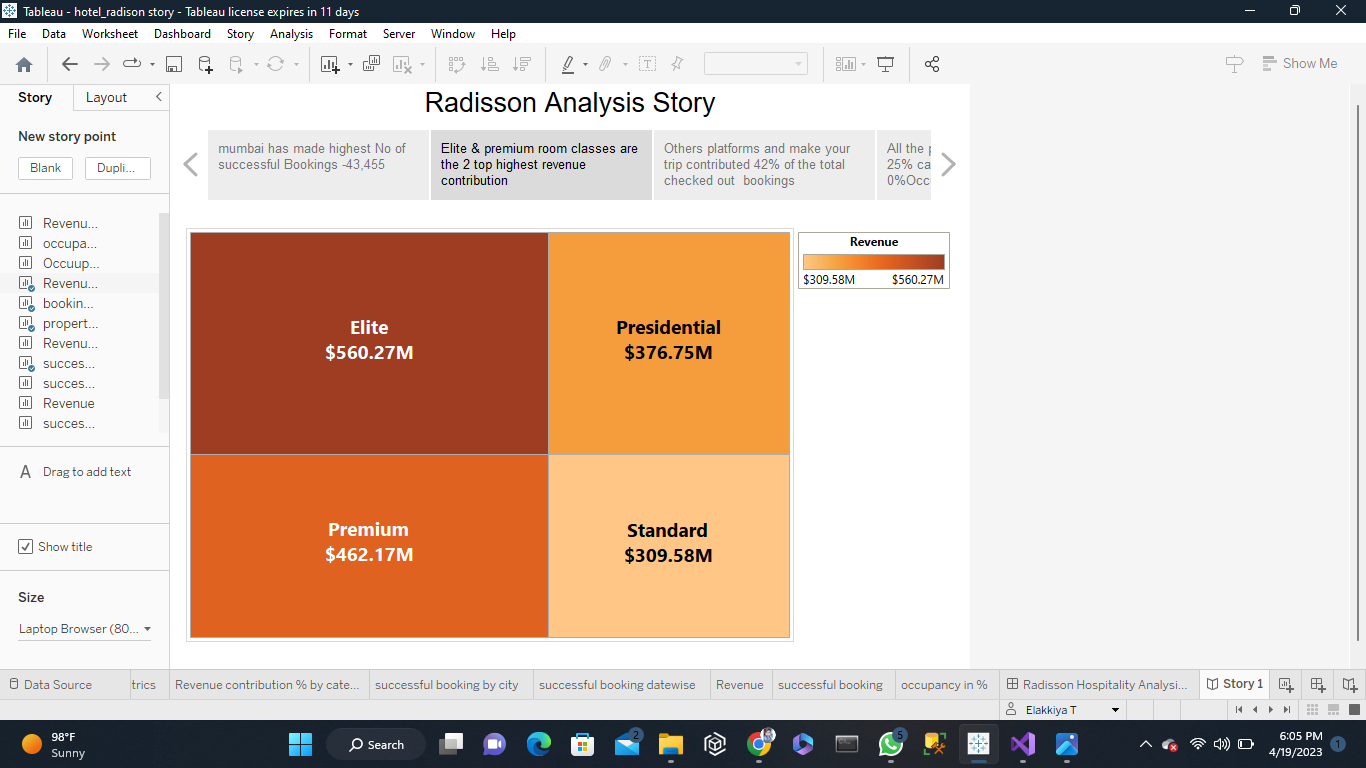 Tableau - hotel_radison story - Tableau license expires in 11 days
File Data Worksheet Dashboard Story Analysis Format Server Window Help
Show Me
Story Layout
New story point
Blank Dupli...
Revenu...
occupa...
Occuup...
Revenu...
bookin...
propert...
Revenu...
succes...
succes...
Revenue
succes...
A Drag to add text
Show title
Size
Laptop Browser (80...
Radisson Analysis Story
mumbai has made highest No of
successful Bookings -43,455
Elite & premium room classes are
the 2 top highest revenue
contribution
Others platforms and make your
trip contributed 42% of the total
checked out bookings
All the
25% ca
0%Occ
Elite
$560.27M
Presidential
$376.75M
Premium
$462.17M
Standard
$309.58M
Revenue
$309.58M $560.27M
Data Source trics Revenue contribution % by cate... successful booking by city successful booking datewise Revenue successful booking occupancy in % Radisson Hospitality Analysi... Story 1
Elakkiya T
98°F
Sunny
Search
2
5
6:05 PM
4/19/2023
1